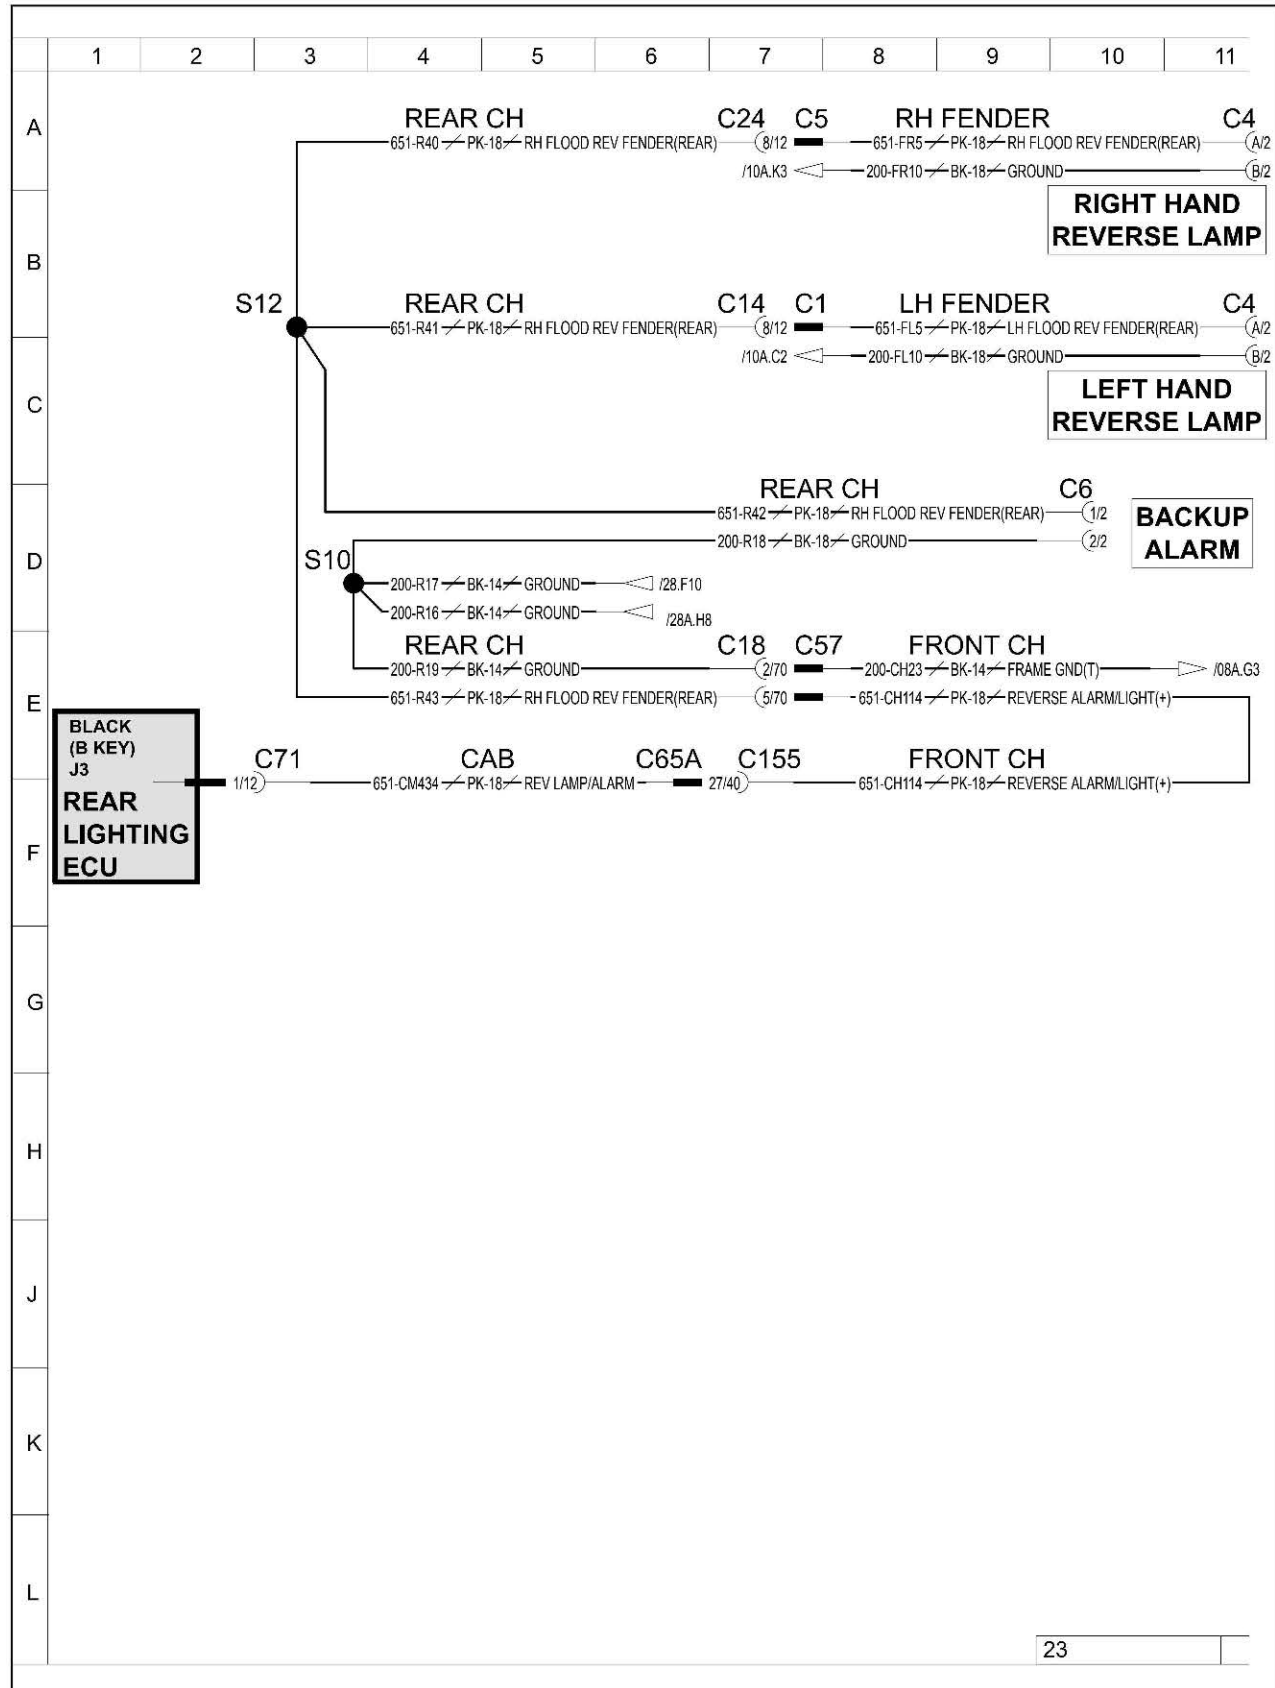 1 2 3 4 5 6 7 8 9 10 11
A
REAR CH C24 C5 RH FENDER C4
651-R40 PK-18 RH FLOOD REV FENDER(REAR) 8/12 651-FR5 PK-18 RH FLOOD REV FENDER(REAR) A/2
/10A.K3 200-FR10 BK-18 GROUND B/2
RIGHT HAND
REVERSE LAMP
B
S12 REAR CH C14 C1 LH FENDER C4
651-R41 PK-18 RH FLOOD REV FENDER(REAR) 8/12 651-FL5 PK-18 LH FLOOD REV FENDER(REAR) A/2
/10A.C2 200-FL10 BK-18 GROUND B/2
LEFT HAND
REVERSE LAMP
C
REAR CH C6
651-R42 PK-18 RH FLOOD REV FENDER(REAR) 1/2
200-R18 BK-18 GROUND 2/2
BACKUP
ALARM
D
S10
200-R17 BK-14 GROUND /28.F10
200-R16 BK-14 GROUND /28A.H8
REAR CH C18 C57 FRONT CH
200-R19 BK-14 GROUND 2/70 200-CH23 BK-14 FRAME GND(T) /08A.G3
E
651-R43 PK-18 RH FLOOD REV FENDER(REAR) 5/70 651-CH114 PK-18 REVERSE ALARM/LIGHT(+)
BLACK
(B KEY)
J3
REAR
LIGHTING
ECU
C71 CAB C65A C155 FRONT CH
1/12 651-CM434 PK-18 REV LAMP/ALARM 27/40 651-CH114 PK-18 REVERSE ALARM/LIGHT(+)
F
G
H
J
K
L
23